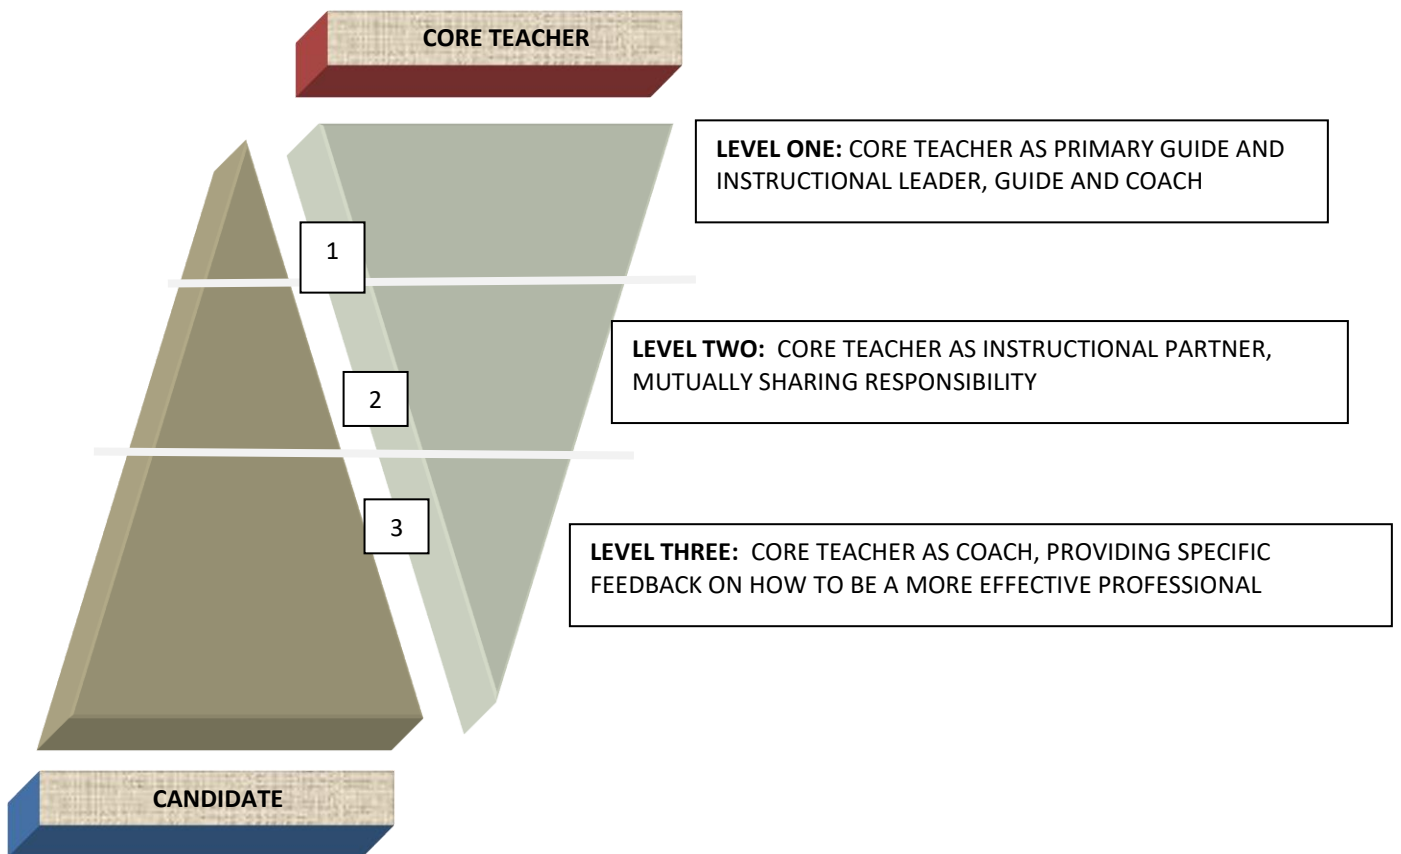 CORE TEACHER
LEVEL ONE: CORE TEACHER AS PRIMARY GUIDE AND
INSTRUCTIONAL LEADER, GUIDE AND COACH
1
LEVEL TWO: CORE TEACHER AS INSTRUCTIONAL PARTNER,
MUTUALLY SHARING RESPONSIBILITY
2
3
LEVEL THREE: CORE TEACHER AS COACH, PROVIDING SPECIFIC
FEEDBACK ON HOW TO BE A MORE EFFECTIVE PROFESSIONAL
CANDIDATE